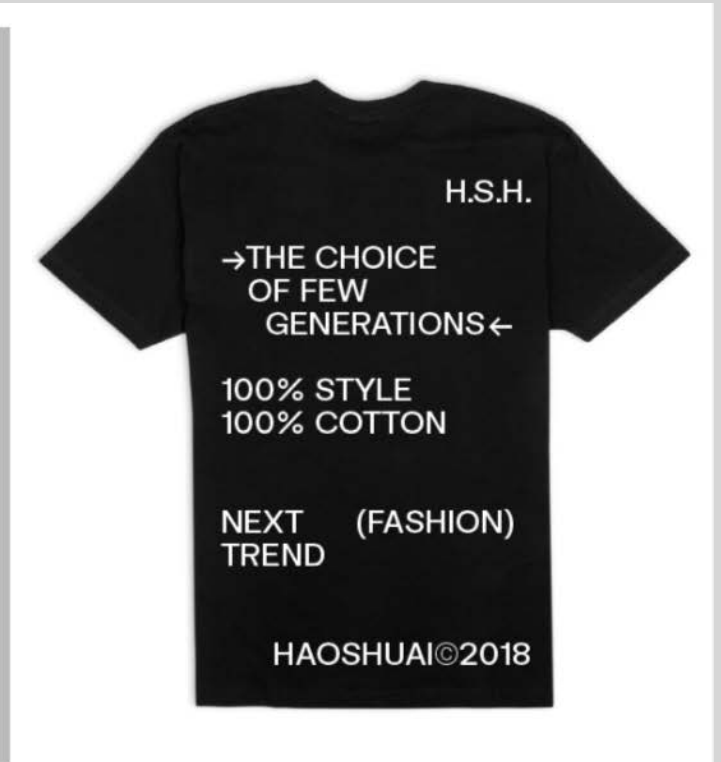 H.S.H.
→THE CHOICE
OF FEW
GENERATIONS←
100% STYLE
100% COTTON
NEXT (FASHION)
TREND
HAOSHUAI©2018